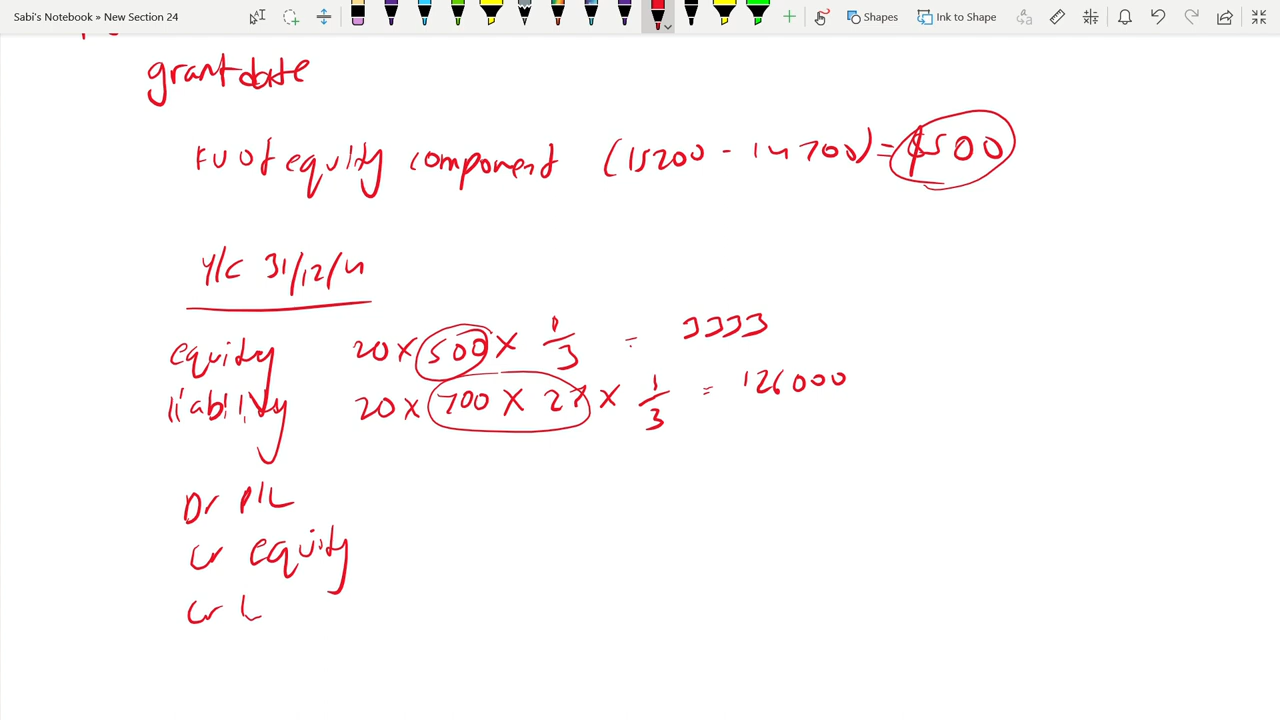 Sabi's Notebook » New Section 24
Shapes
Ink to Shape
grant date
FV of equity component (15200 - 14700) = $500
Y/E 31/12/4
equity 20 × 500 × 1/3 = 3333
liability 20 × 700 × 27 × 1/3 = 126000
Dr P/L
Cr equity
Cr L